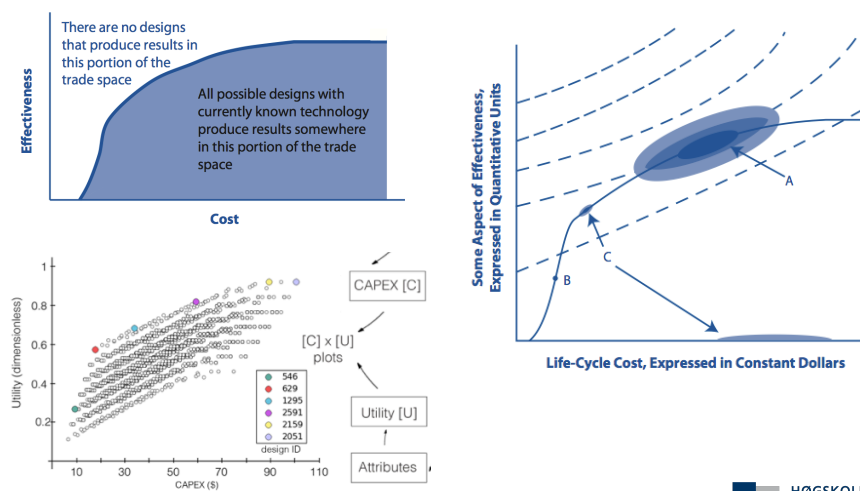 There are no designs
that produce results in
this portion of the
trade space
All possible designs with
currently known technology
produce results somewhere
in this portion of the trade
space
Effectiveness
Cost
Some Aspect of Effectiveness,
Expressed in Quantitative Units
A
B
C
Life-Cycle Cost, Expressed in Constant Dollars
Utility (dimensionless)
1
0.8
0.6
0.4
0.2
10 30 50 70 90 110
CAPEX ($)
546
629
1295
2591
2159
2051
design ID
CAPEX [C]
[C] x [U]
plots
Utility [U]
Attributes